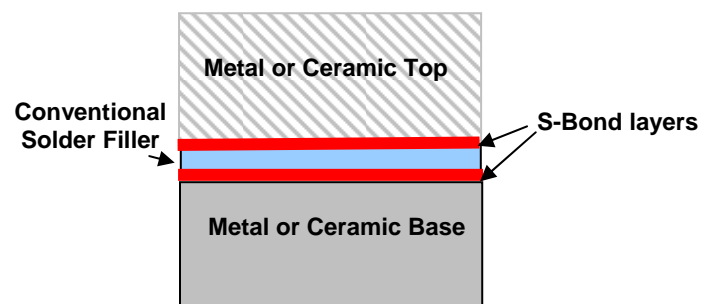 Metal or Ceramic Top
Conventional
Solder Filler
S-Bond layers
Metal or Ceramic Base